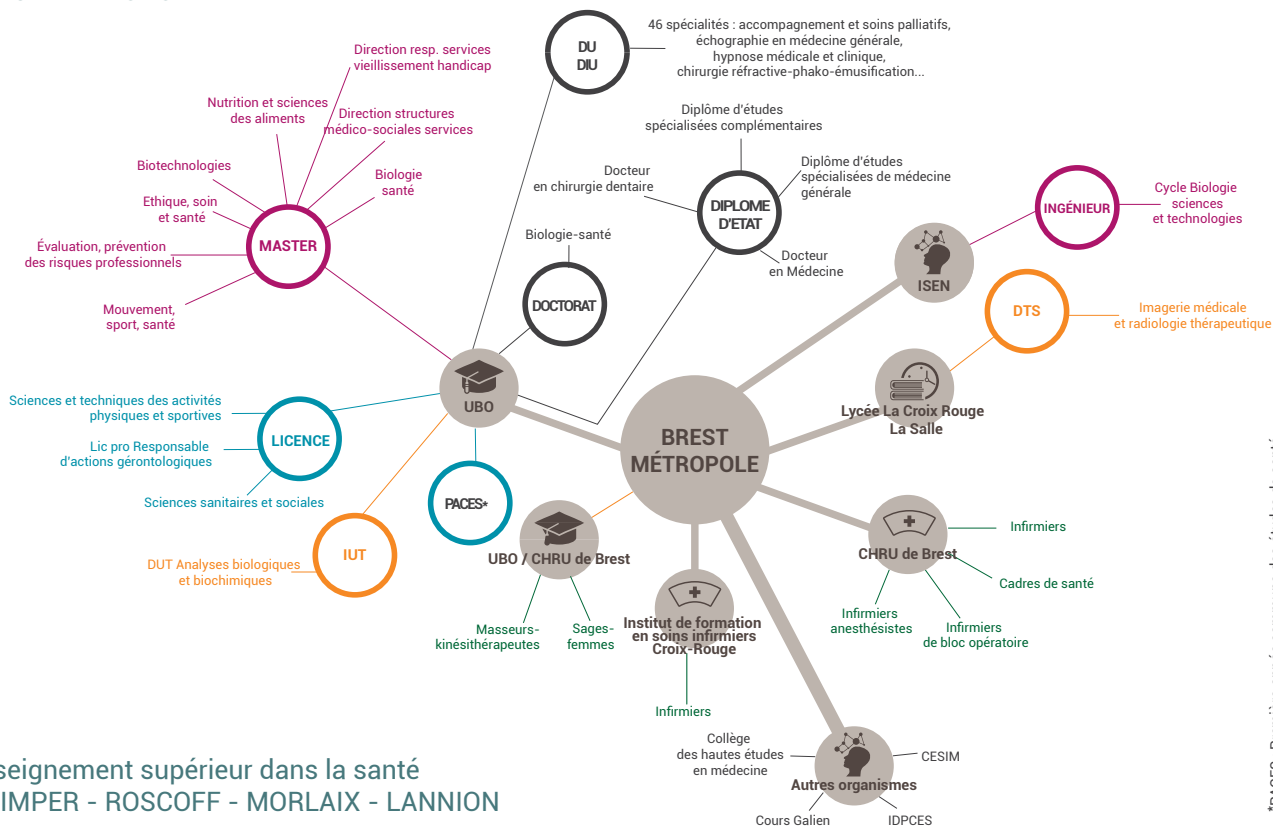 DU
DIU
46 spécialités : accompagnement et soins palliatifs,
échographie en médecine générale,
hypnose médicale et clinique,
chirurgie réfractive-phako-émusification...
Direction resp. services
vieillissement handicap
Nutrition et sciences
des aliments
Direction structures
médico-sociales services
Biotechnologies
Biologie
santé
Ethique, soin
et santé
MASTER
Évaluation, prévention
des risques professionnels
Mouvement,
sport, santé
Diplôme d'études
spécialisées complémentaires
Docteur
en chirurgie dentaire
Diplôme d'études
spécialisées de médecine
générale
DIPLOME
D'ETAT
Docteur
en Médecine
Biologie-santé
DOCTORAT
INGÉNIEUR
Cycle Biologie
sciences
et technologies
ISEN
DTS
Imagerie médicale
et radiologie thérapeutique
UBO
Lycée La Croix Rouge
La Salle
BREST
MÉTROPOLE
Sciences et techniques des activités
physiques et sportives
LICENCE
Lic pro Responsable
d'actions gérontologiques
Sciences sanitaires et sociales
PACES*
IUT
DUT Analyses biologiques
et biochimiques
UBO / CHRU de Brest
Masseurs-
kinésithérapeutes
Sages-
femmes
Institut de formation
en soins infirmiers
Croix-Rouge
Infirmiers
CHRU de Brest
Infirmiers
Cadres de santé
Infirmiers
anesthésistes
Infirmiers
de bloc opératoire
Collège
des hautes études
en médecine
CESIM
Autres organismes
Cours Galien
IDPCES
seignement supérieur dans la santé
IMPER - ROSCOFF - MORLAIX - LANNION